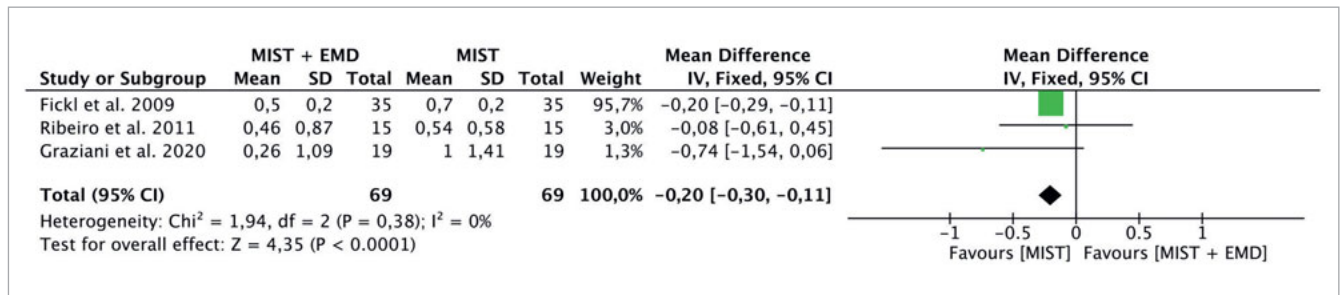 MIST + EMD MIST Mean Difference Mean Difference
Study or Subgroup Mean SD Total Mean SD Total Weight IV, Fixed, 95% CI IV, Fixed, 95% CI
Fickl et al. 2009 0,5 0,2 35 0,7 0,2 35 95,7% −0,20 [−0,29, −0,11]
Ribeiro et al. 2011 0,46 0,87 15 0,54 0,58 15 3,0% −0,08 [−0,61, 0,45]
Graziani et al. 2020 0,26 1,09 19 1 1,41 19 1,3% −0,74 [−1,54, 0,06]
Total (95% CI) 69 69 100,0% −0,20 [−0,30, −0,11]
Heterogeneity: Chi² = 1,94, df = 2 (P = 0,38); I² = 0%
Test for overall effect: Z = 4,35 (P < 0.0001)
−1 −0.5 0 0.5 1
Favours [MIST] Favours [MIST + EMD]